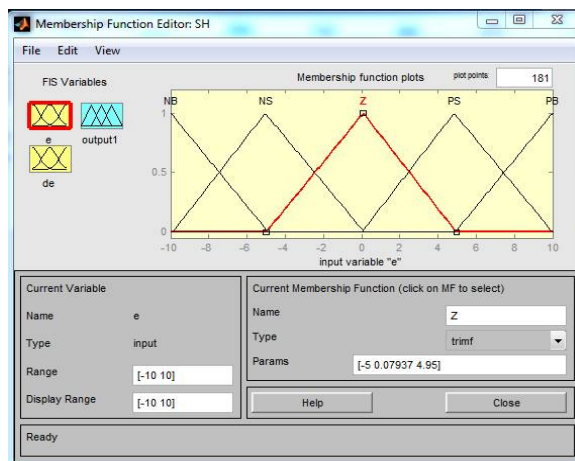 Membership Function Editor: SH
File Edit View
FIS Variables
e
output1
de
Membership function plots
plot points:
181
NB NS Z PS PB
1
0.5
0
-10 -8 -6 -4 -2 0 2 4 6 8 10
input variable "e"
Current Variable
Name e
Type input
Range [-10 10]
Display Range [-10 10]
Current Membership Function (click on MF to select)
Name Z
Type trimf
Params [-5 0.07937 4.95]
Help Close
Ready